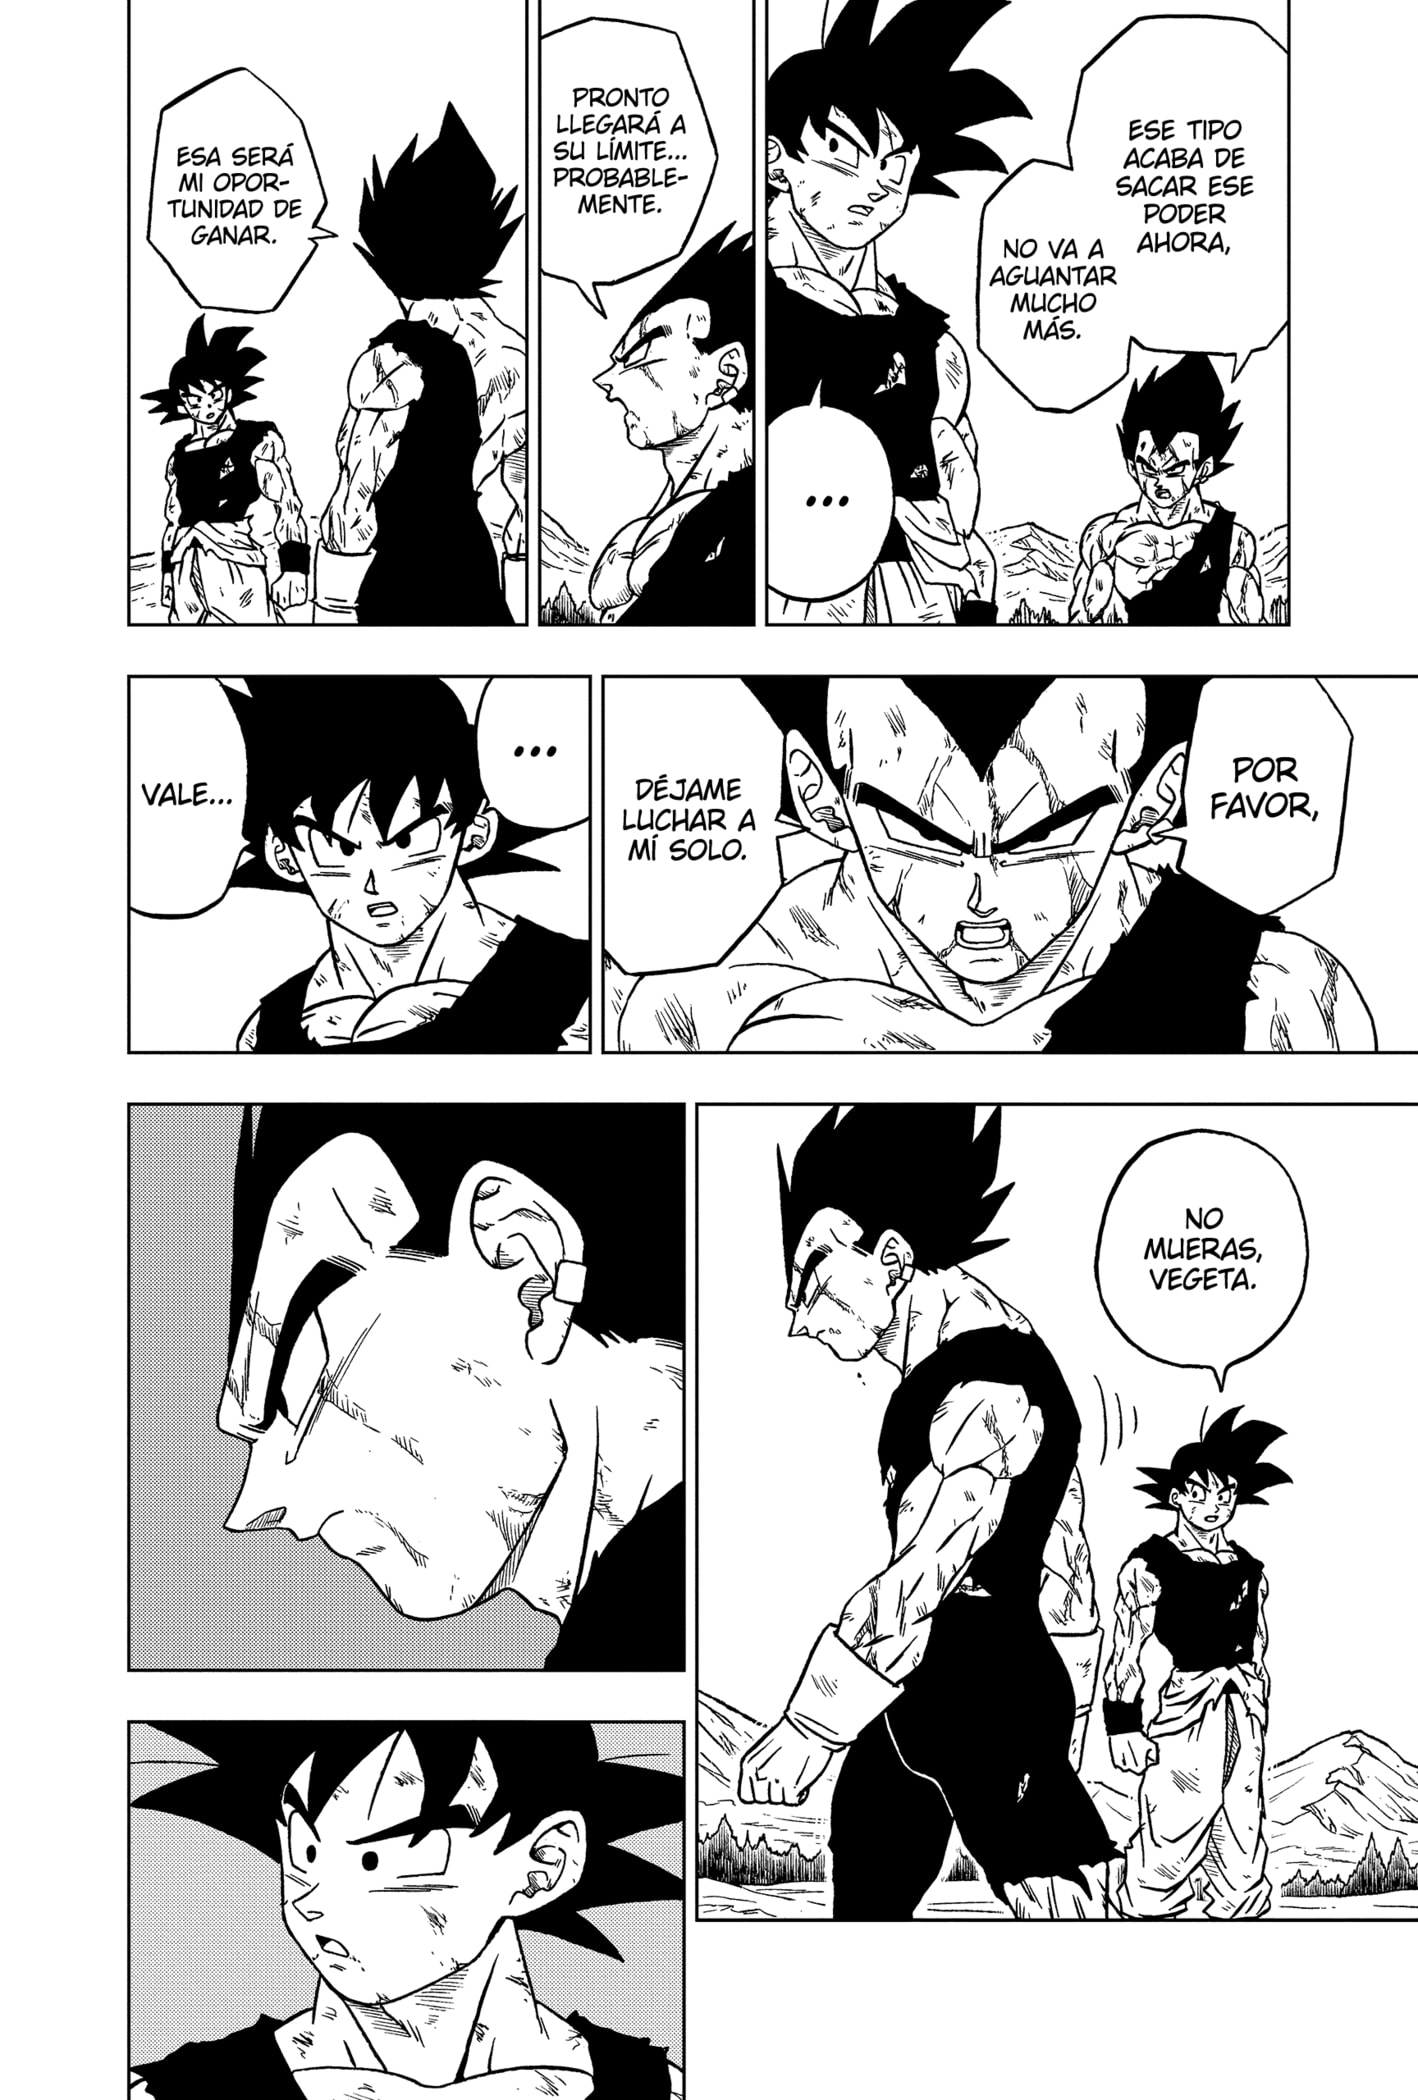 ESE TIPO
ACABA DE
SACAR ESE
PODER
AHORA,
NO VA A
AGUANTAR
MUCHO
MÁS.
...
PRONTO
LLEGARÁ A
SU LÍMITE...
PROBABLE-
MENTE.
ESA SERÁ
MI OPOR-
TUNIDAD DE
GANAR.
POR
FAVOR,
DÉJAME
LUCHAR A
MÍ SOLO.
...
VALE...
NO
MUERAS,
VEGETA.